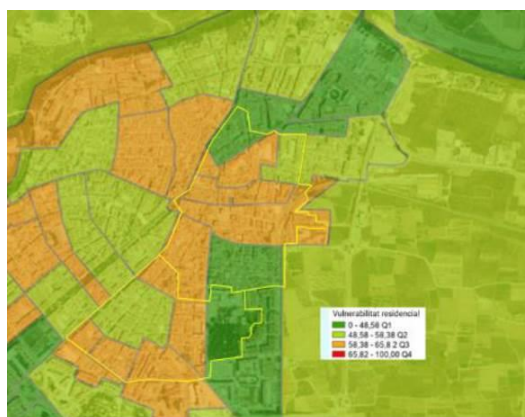 Vulnerabilitat residencial
0 - 48,58 Q1
48,58 - 58,38 Q2
58,38 - 65,8 2 Q3
65,82 - 100,00 Q4